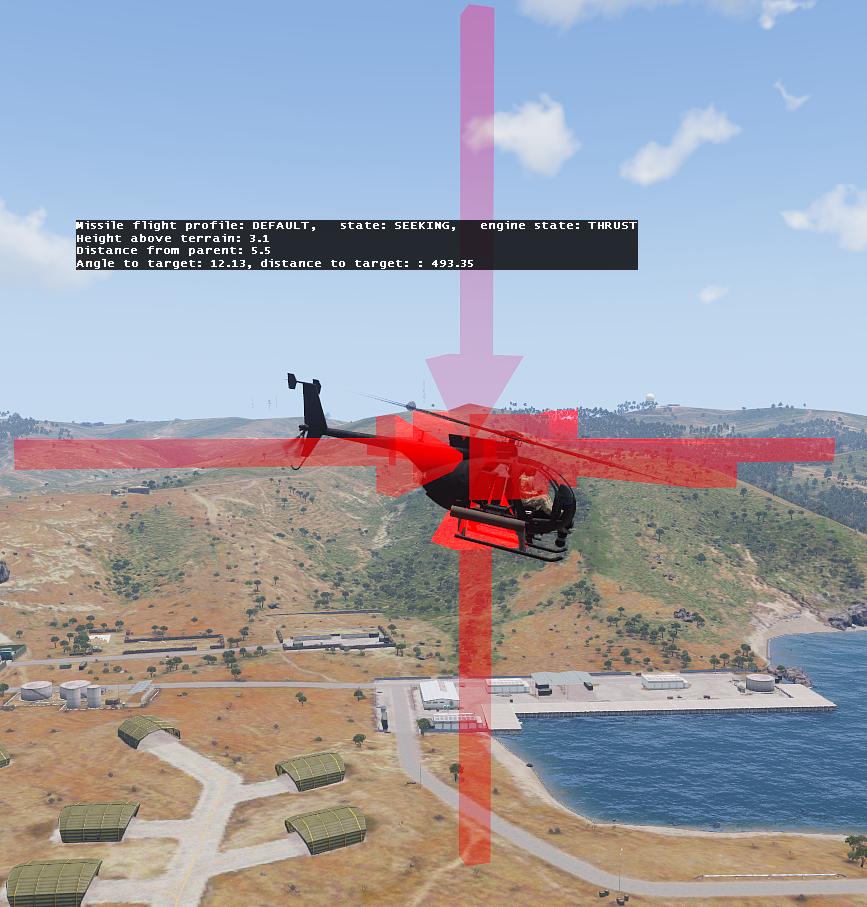 Missile flight profile: DEFAULT,   state: SEEKING,   engine state: THRUST
Height above terrain: 3.1
Distance from parent: 5.5
Angle to target: 12.13, distance to target: : 493.35